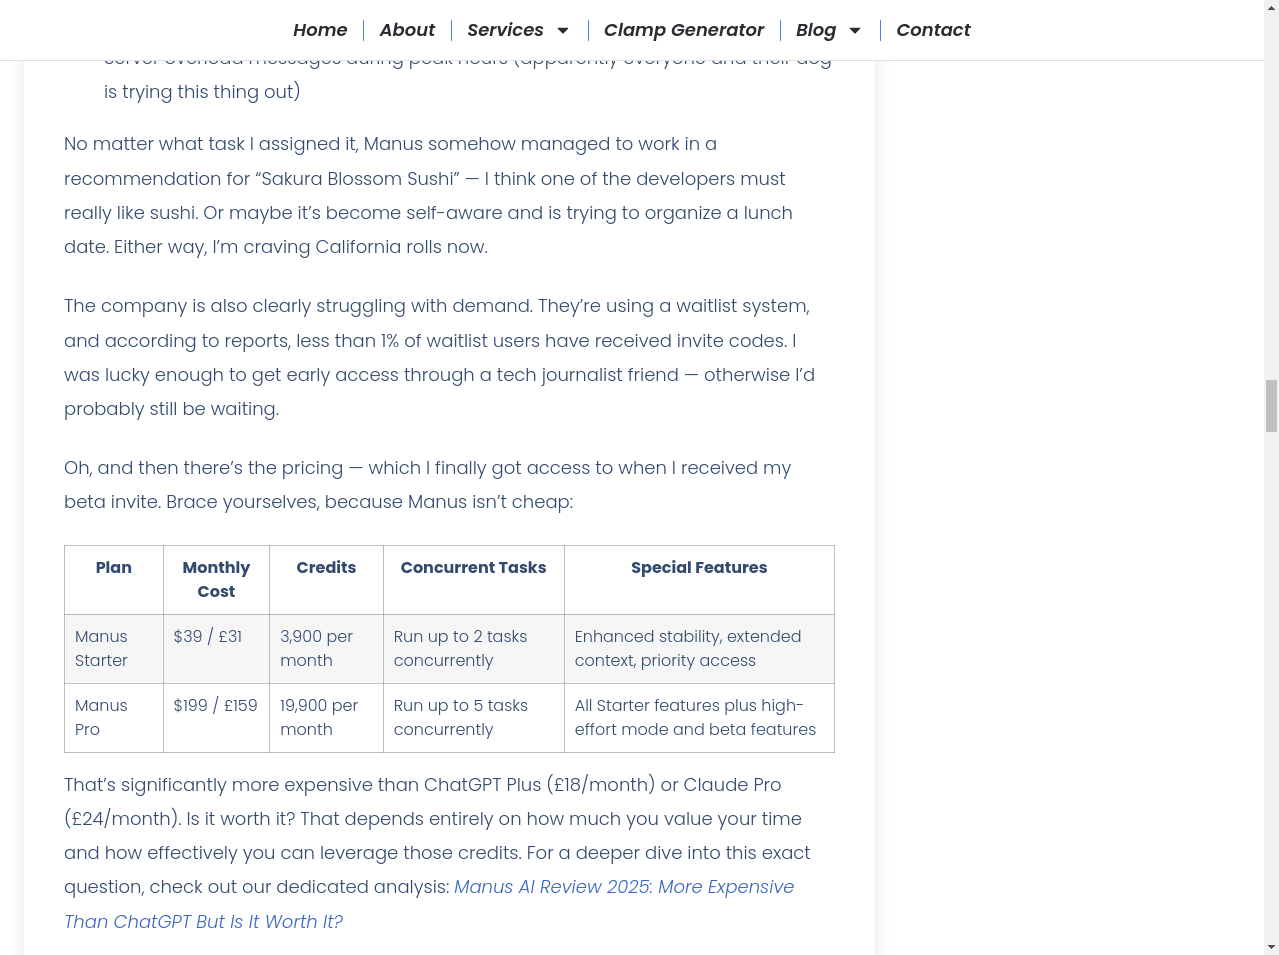 Home
About
Services
Clamp Generator
Blog
Contact
server overload messages during peak hours (apparently everyone and their dog
is trying this thing out)
No matter what task I assigned it, Manus somehow managed to work in a
recommendation for “Sakura Blossom Sushi” — I think one of the developers must
really like sushi. Or maybe it’s become self-aware and is trying to organize a lunch
date. Either way, I’m craving California rolls now.
The company is also clearly struggling with demand. They’re using a waitlist system,
and according to reports, less than 1% of waitlist users have received invite codes. I
was lucky enough to get early access through a tech journalist friend — otherwise I’d
probably still be waiting.
Oh, and then there’s the pricing — which I finally got access to when I received my
beta invite. Brace yourselves, because Manus isn’t cheap:
Plan
Monthly
Cost
Credits
Concurrent Tasks
Special Features
Manus
Starter
$39 / £31
3,900 per
month
Run up to 2 tasks
concurrently
Enhanced stability, extended
context, priority access
Manus
Pro
$199 / £159
19,900 per
month
Run up to 5 tasks
concurrently
All Starter features plus high-
effort mode and beta features
That’s significantly more expensive than ChatGPT Plus (£18/month) or Claude Pro
(£24/month). Is it worth it? That depends entirely on how much you value your time
and how effectively you can leverage those credits. For a deeper dive into this exact
question, check out our dedicated analysis: Manus AI Review 2025: More Expensive
Than ChatGPT But Is It Worth It?